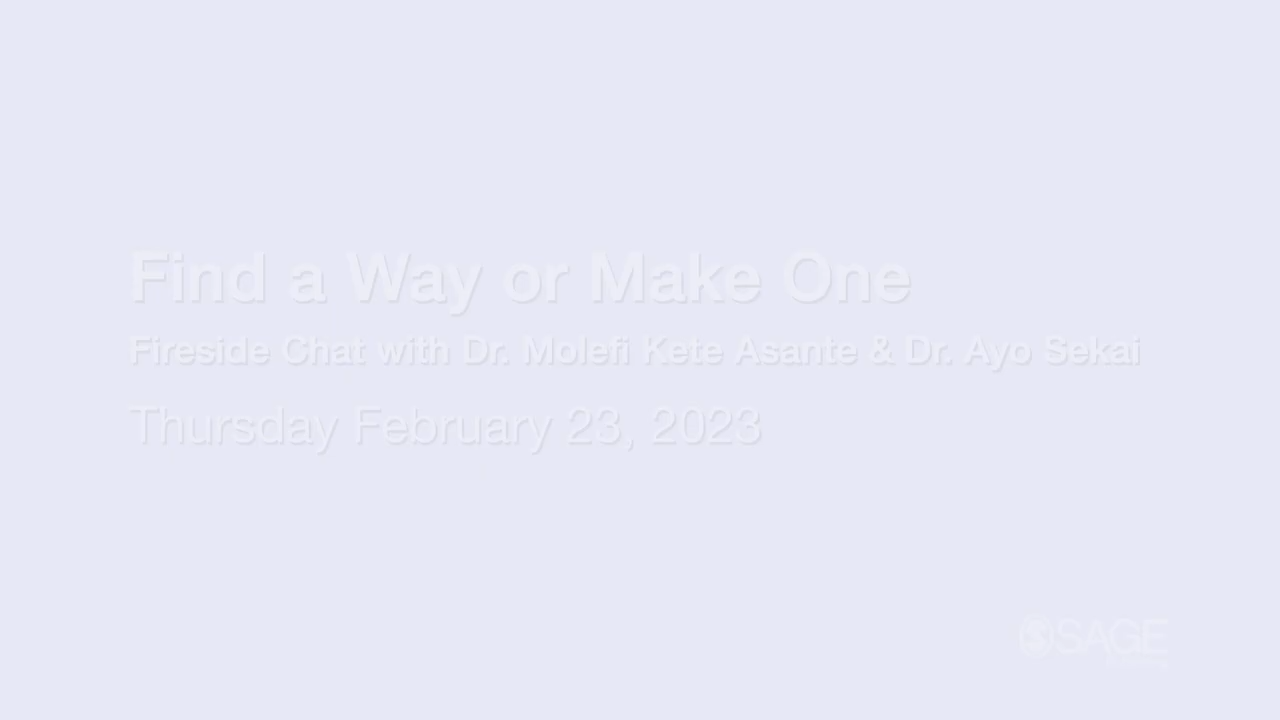 Find a Way or Make One
Fireside Chat with Dr. Molefi Kete Asante & Dr. Ayo Sekai
Thursday February 23, 2023
SAGE